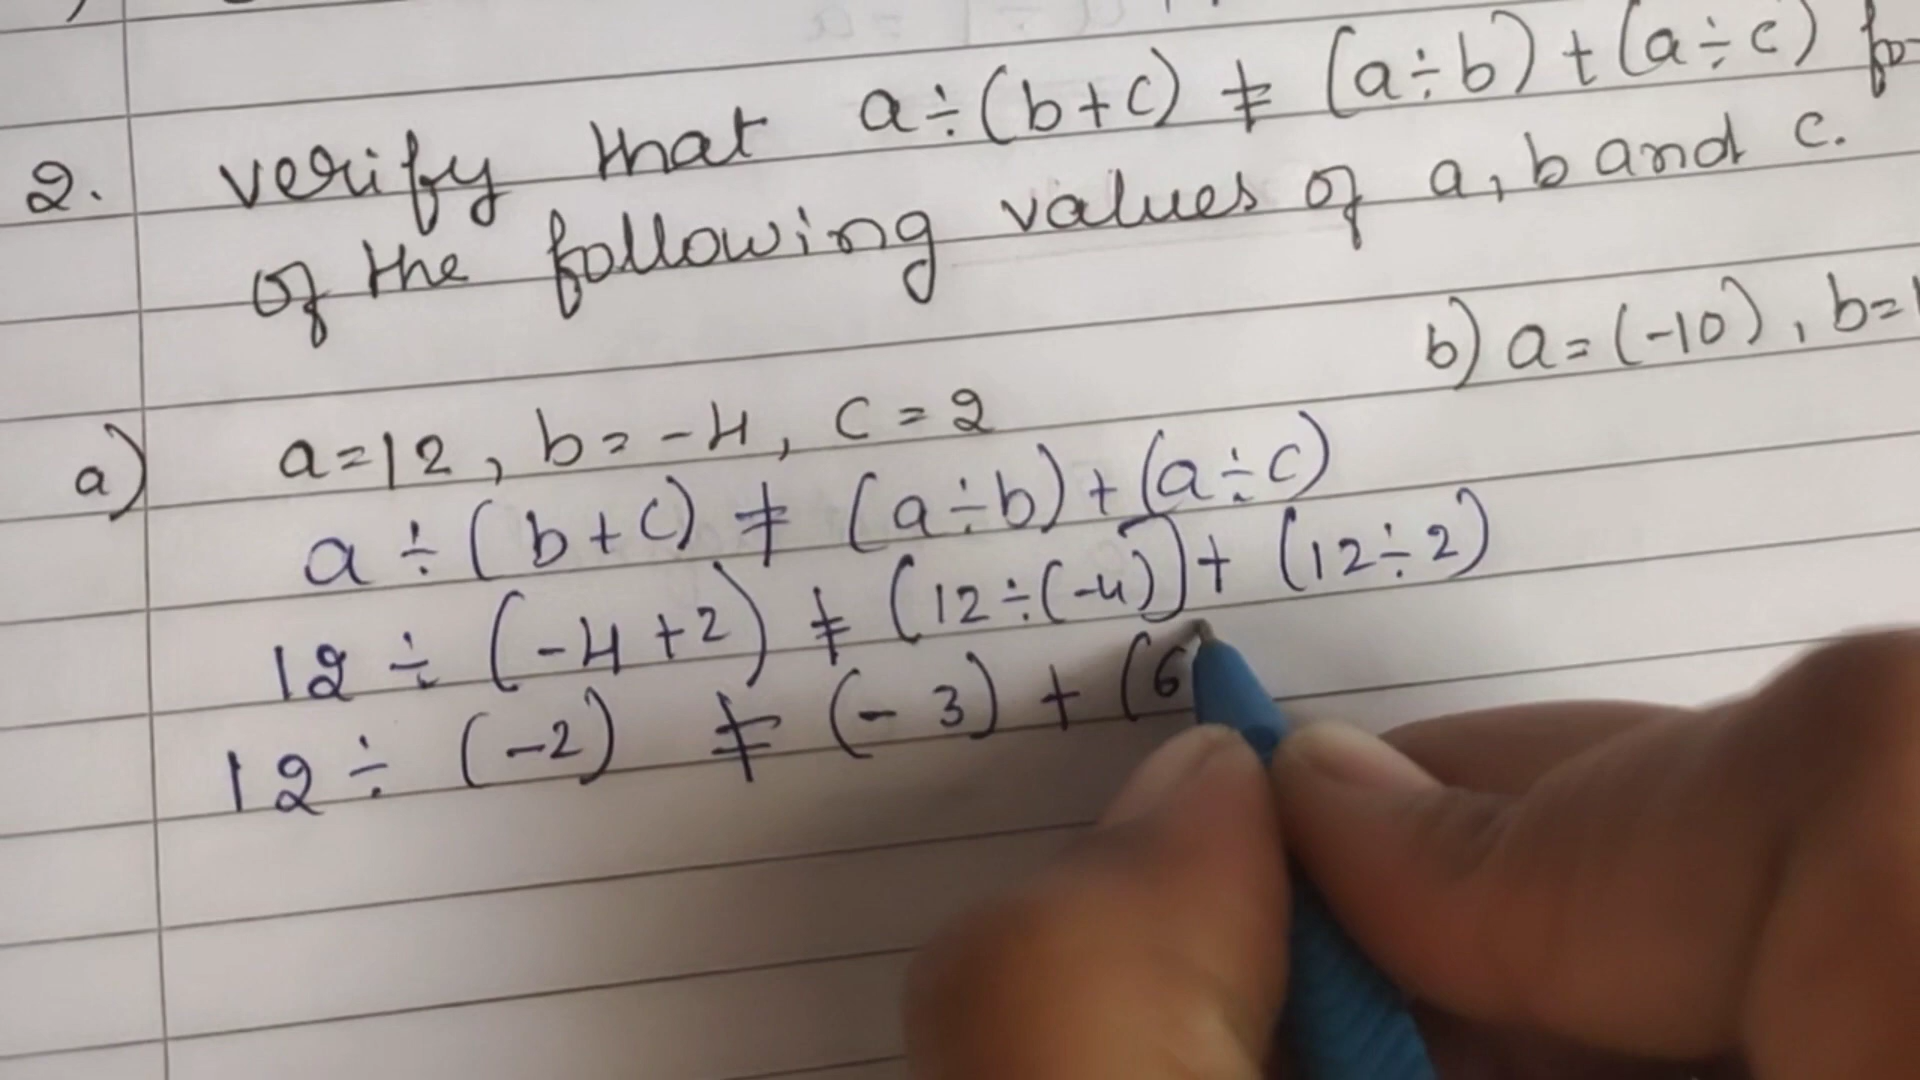 2. verify that a÷(b+c) ≠ (a÷b)+(a÷c)
of the following values of a, b and c.
a) a=12, b=-4, c=2 b) a=(-10), b=
a÷(b+c) ≠ (a÷b)+(a÷c)
12÷(-4+2) ≠ (12÷(-4))+(12÷2)
12÷(-2) ≠ (-3)+(6